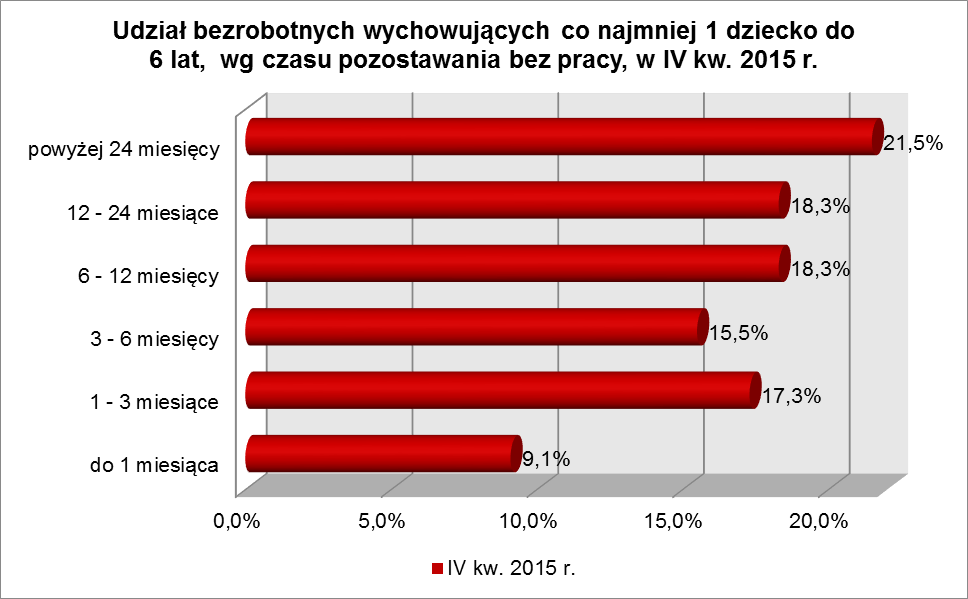 Udział bezrobotnych wychowujących co najmniej 1 dziecko do
6 lat, wg czasu pozostawania bez pracy, w IV kw. 2015 r.
powyżej 24 miesięcy 21,5%
12 - 24 miesiące 18,3%
6 - 12 miesięcy 18,3%
3 - 6 miesięcy 15,5%
1 - 3 miesiące 17,3%
do 1 miesiąca 9,1%
0,0% 5,0% 10,0% 15,0% 20,0%
IV kw. 2015 r.